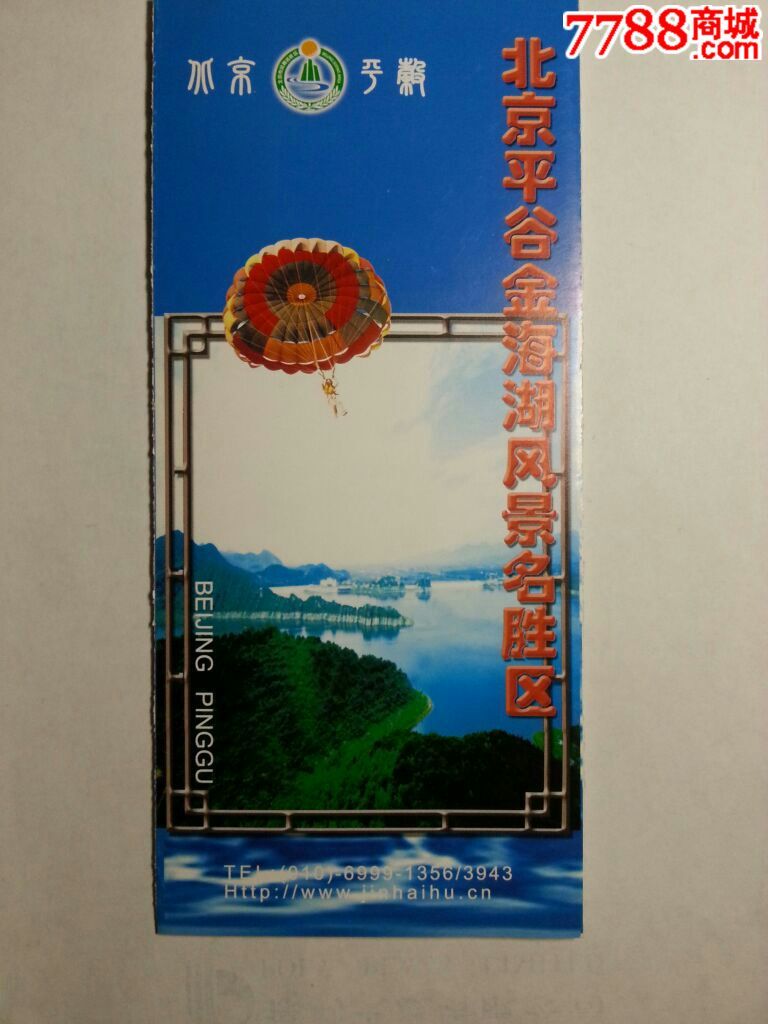 7788商城
.com
北京 平穀
北京平谷金海湖风景名胜区
BEIJING PINGGU
TEL:(010)-6999-1356/3943
Http://www.jinhaihu.cn